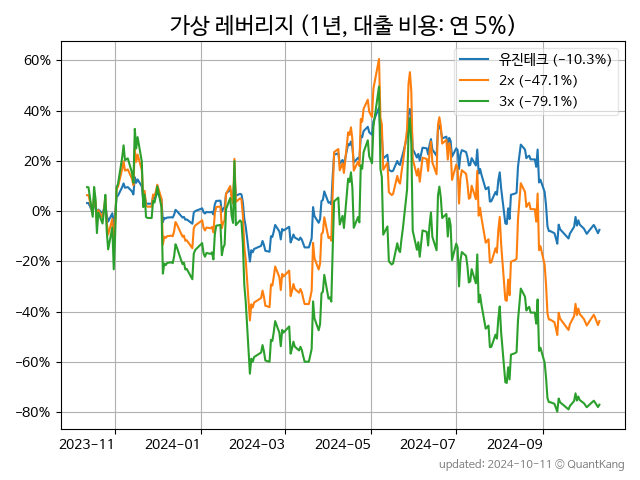 가상 레버리지 (1년, 대출 비용: 연 5%)
유진테크 (-10.3%)
2x (-47.1%)
3x (-79.1%)
60%
40%
20%
0%
-20%
-40%
-60%
-80%
2023-11
2024-01
2024-03
2024-05
2024-07
2024-09
updated: 2024-10-11 © QuantKang